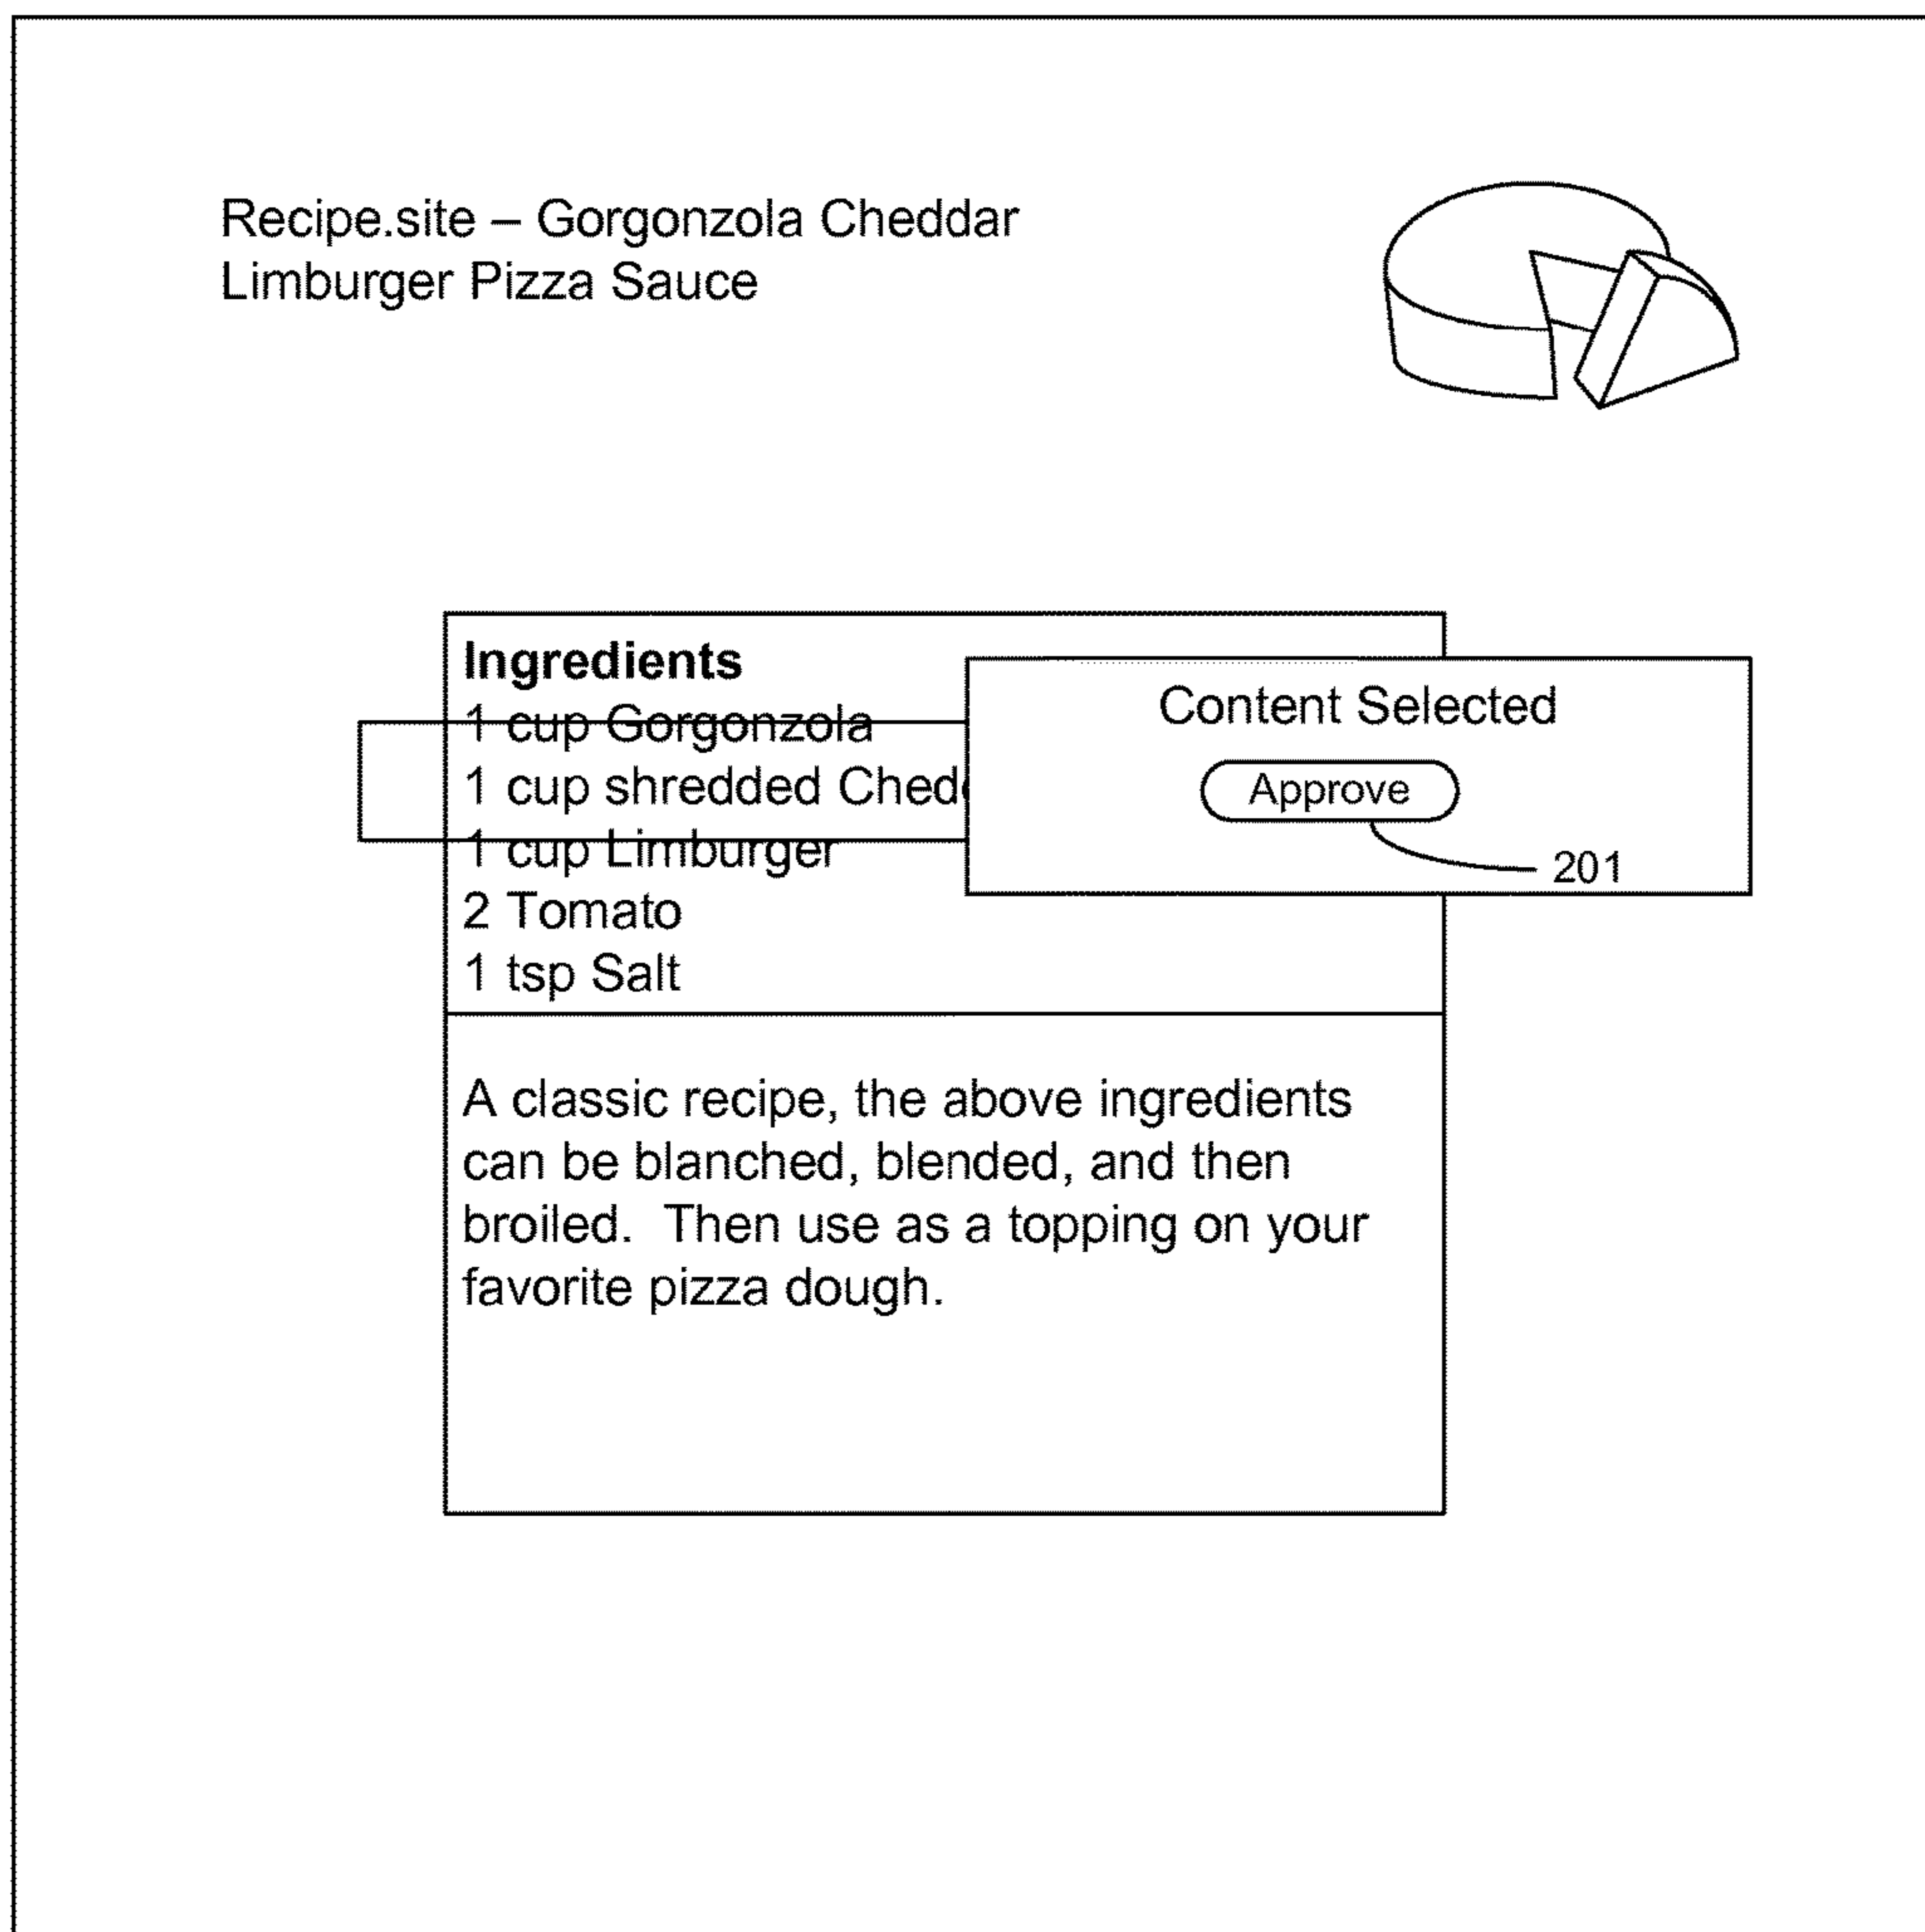 Recipe.site – Gorgonzola Cheddar
Limburger Pizza Sauce
Ingredients
1 cup Gorgonzola
1 cup shredded
1 cup Limburger
2 Tomato
1 tsp Salt
Content Selected
Approve
201
A classic recipe, the above ingredients
can be blanched, blended, and then
broiled. Then use as a topping on your
favorite pizza dough.